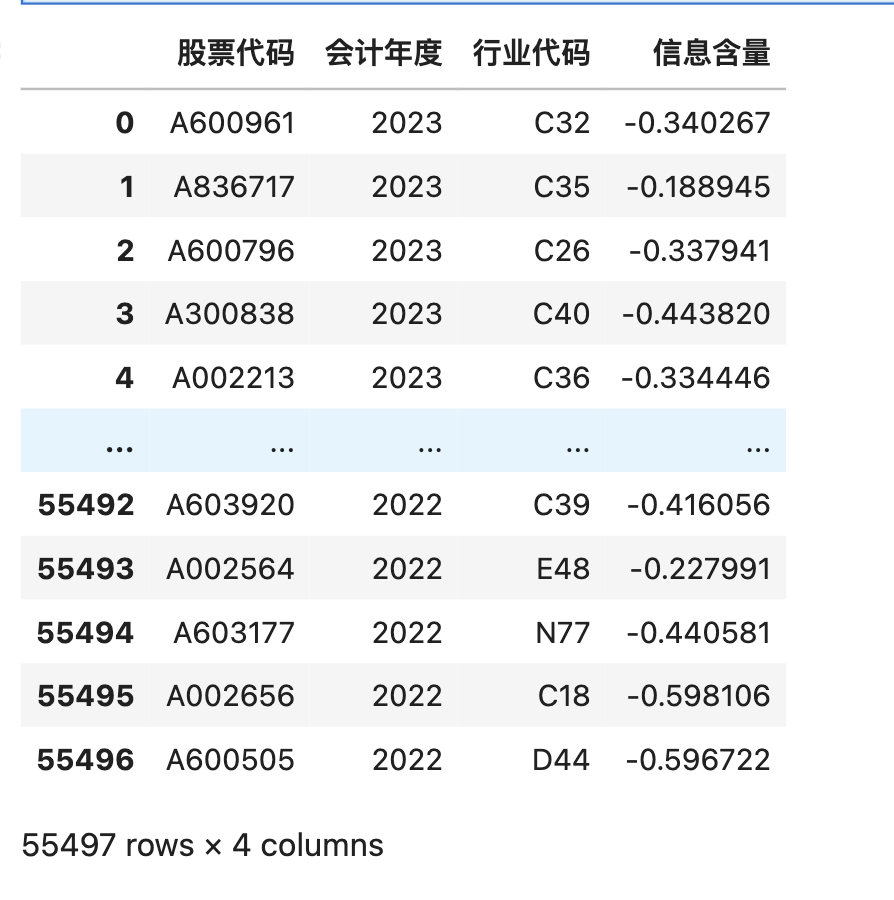 股票代码 会计年度 行业代码 信息含量
0 A600961 2023 C32 -0.340267
1 A836717 2023 C35 -0.188945
2 A600796 2023 C26 -0.337941
3 A300838 2023 C40 -0.443820
4 A002213 2023 C36 -0.334446
... ... ... ... ...
55492 A603920 2022 C39 -0.416056
55493 A002564 2022 E48 -0.227991
55494 A603177 2022 N77 -0.440581
55495 A002656 2022 C18 -0.598106
55496 A600505 2022 D44 -0.596722
55497 rows × 4 columns